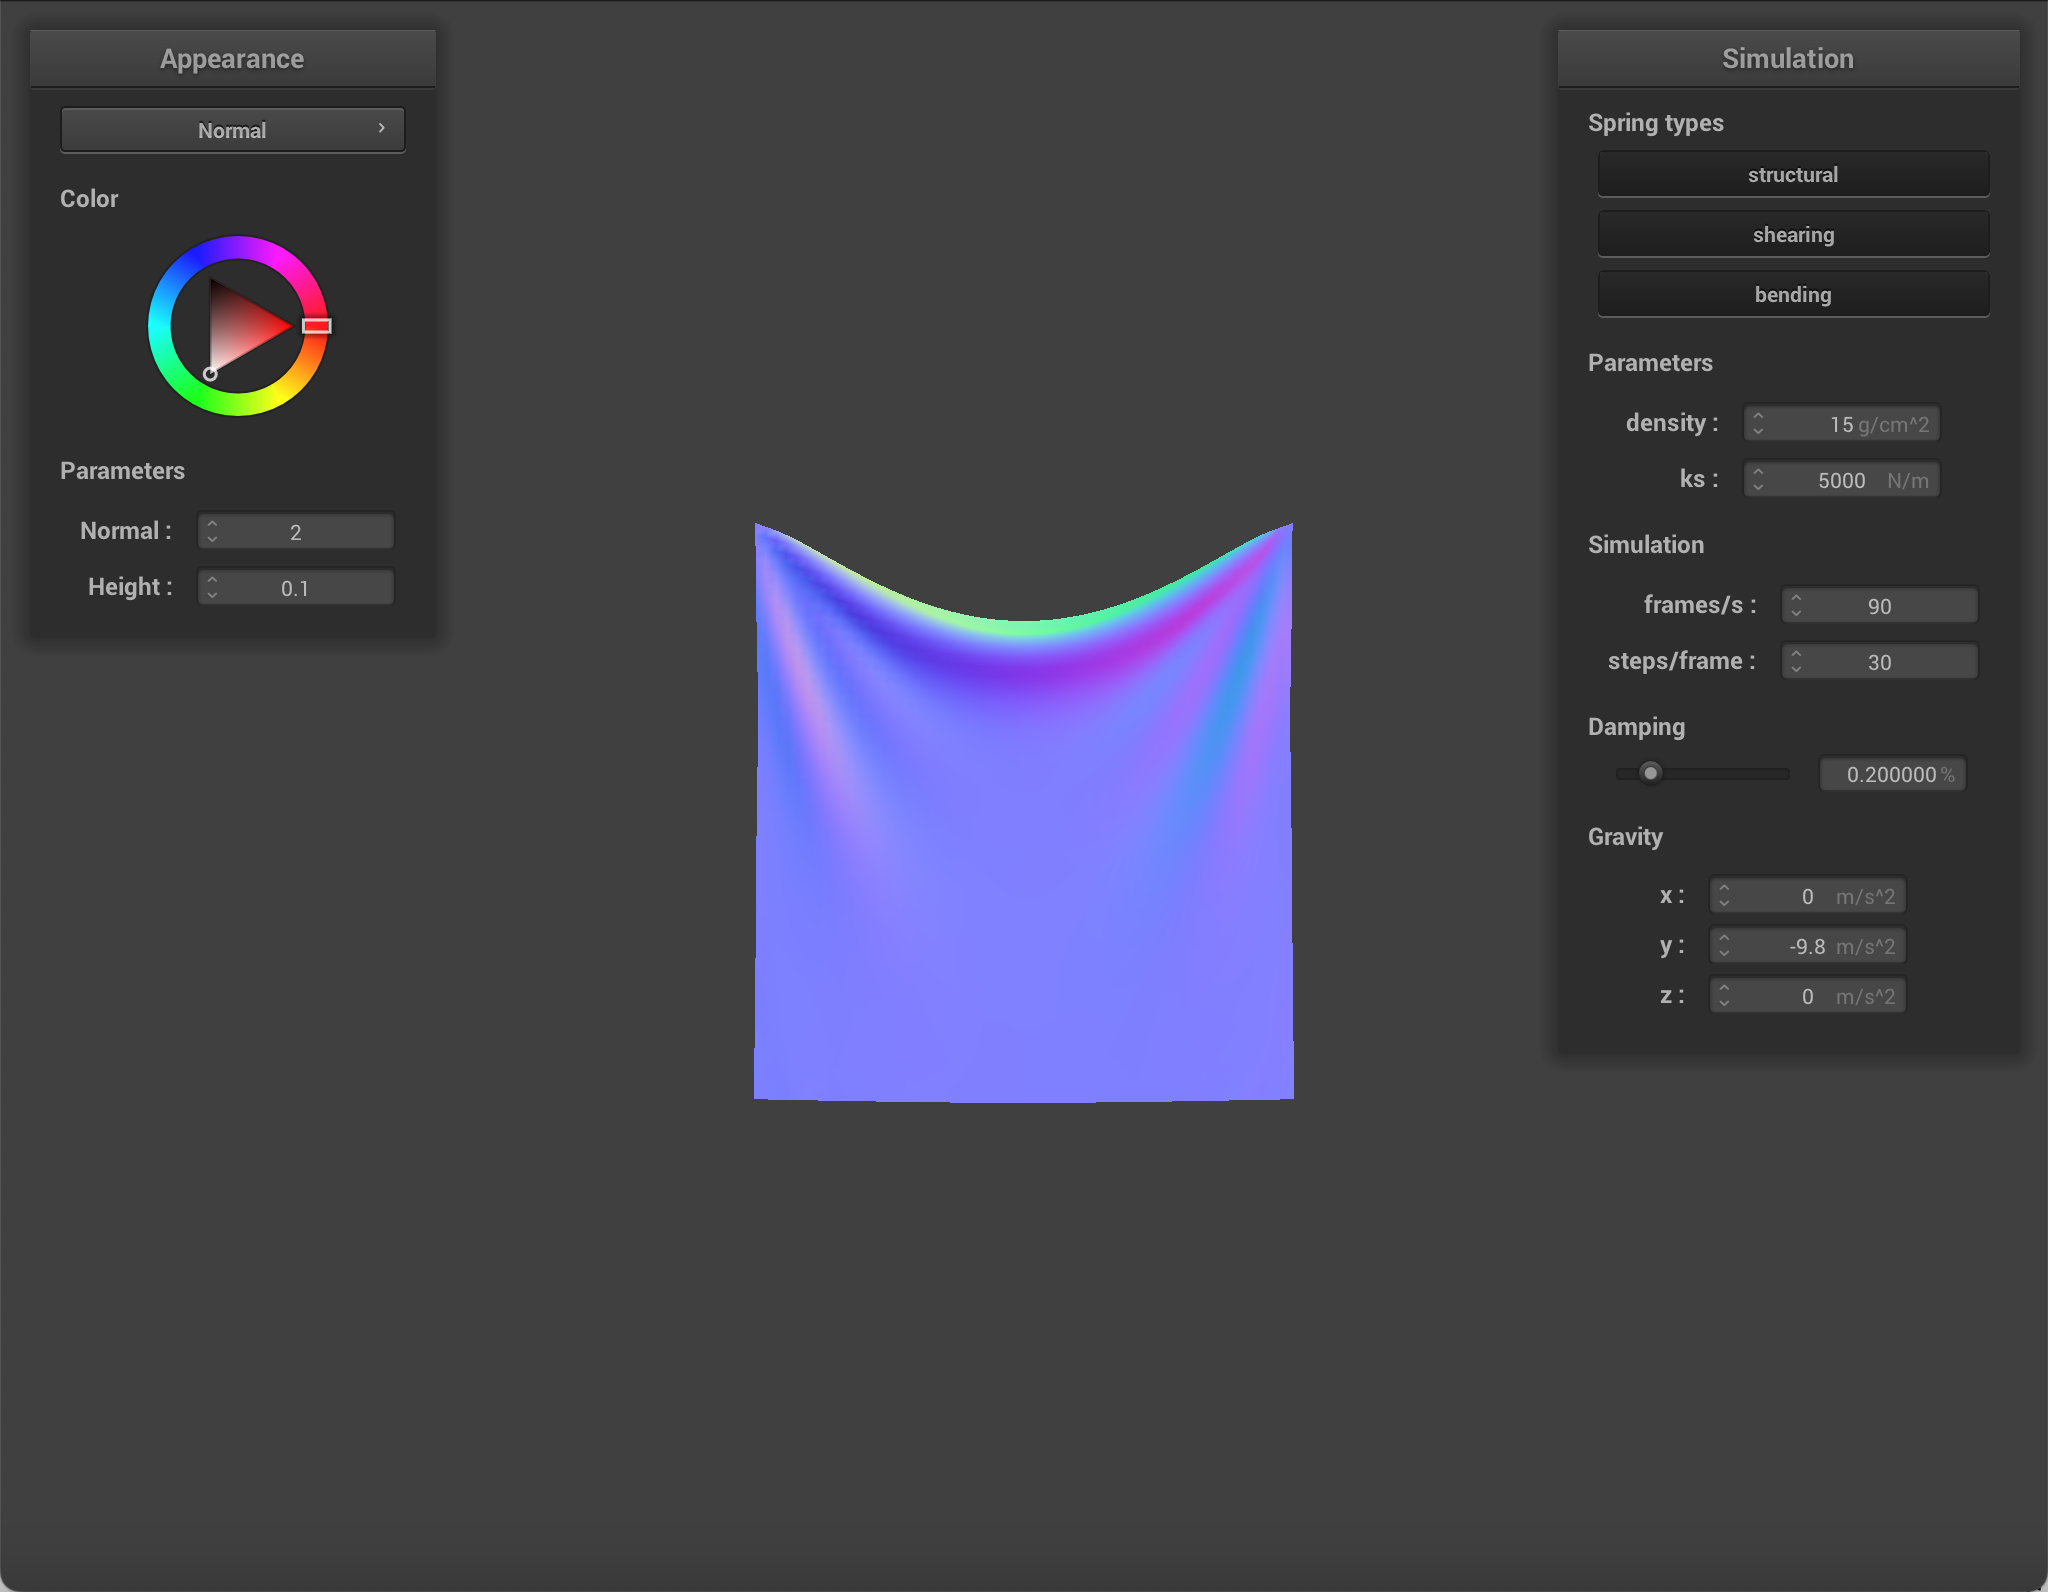 Appearance
Normal
Color
Parameters
Normal : 2
Height : 0.1
Simulation
Spring types
structural
shearing
bending
Parameters
density : 15 g/cm^2
ks : 5000 N/m
Simulation
frames/s : 90
steps/frame : 30
Damping
0.200000 %
Gravity
x : 0 m/s^2
y : -9.8 m/s^2
z : 0 m/s^2